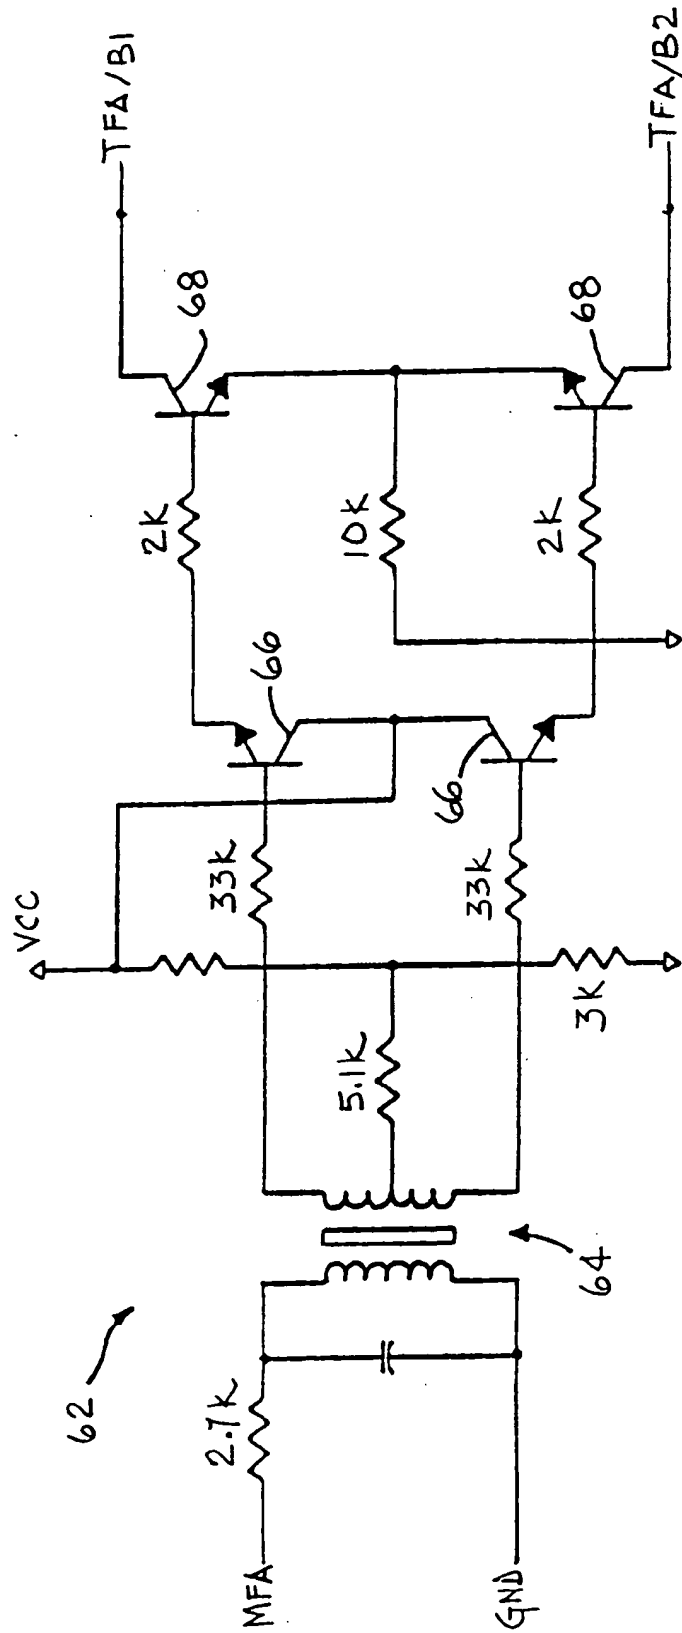 MFA
2.7K
GND
62
64
VCC
5.1K
3K
33K
33K
66
66
2K
10K
2K
68
68
TFA/B1
TFA/B2